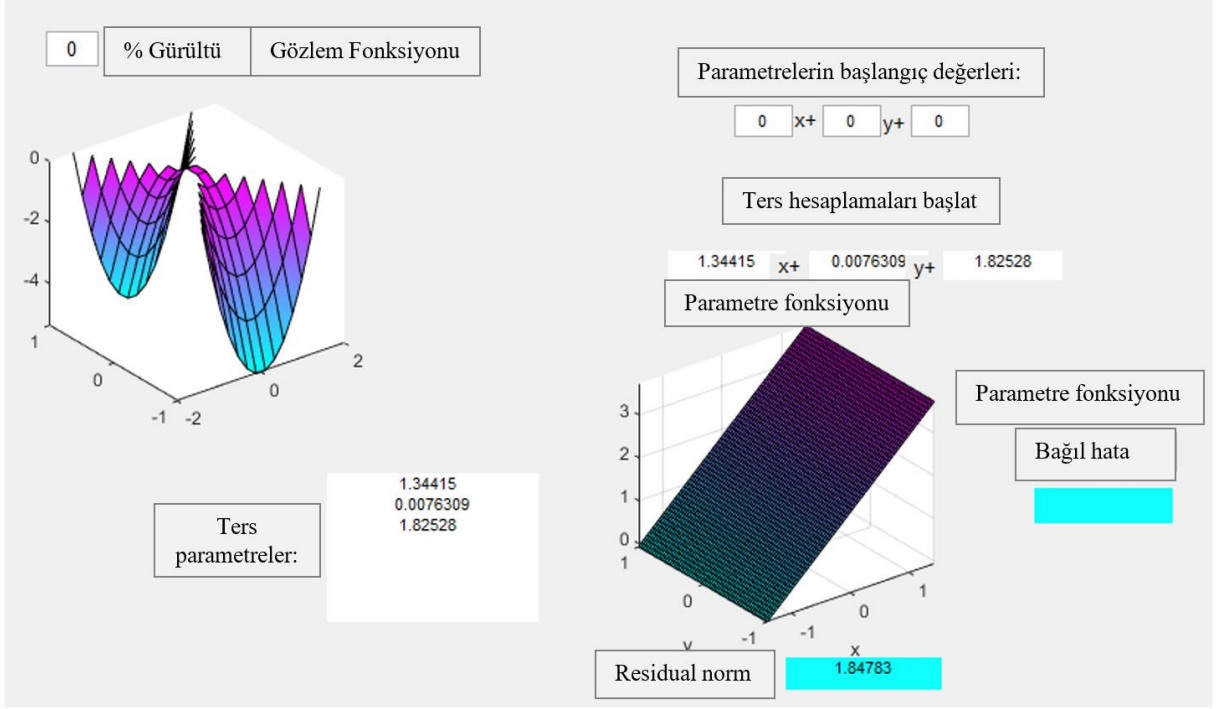 0 % Gürültü Gözlem Fonksiyonu
Parametrelerin başlangıç değerleri:
0 x+ 0 y+ 0
Ters hesaplamaları başlat
1.34415 x+ 0.0076309 y+ 1.82528
Parametre fonksiyonu
0
-2
-4
1
0
-1
-2
0
2
3
2
1
0
1
0
-1
-1
0
1
y
x
Parametre fonksiyonu
Bağıl hata
Ters
parametreler:
1.34415
0.0076309
1.82528
Residual norm 1.84783